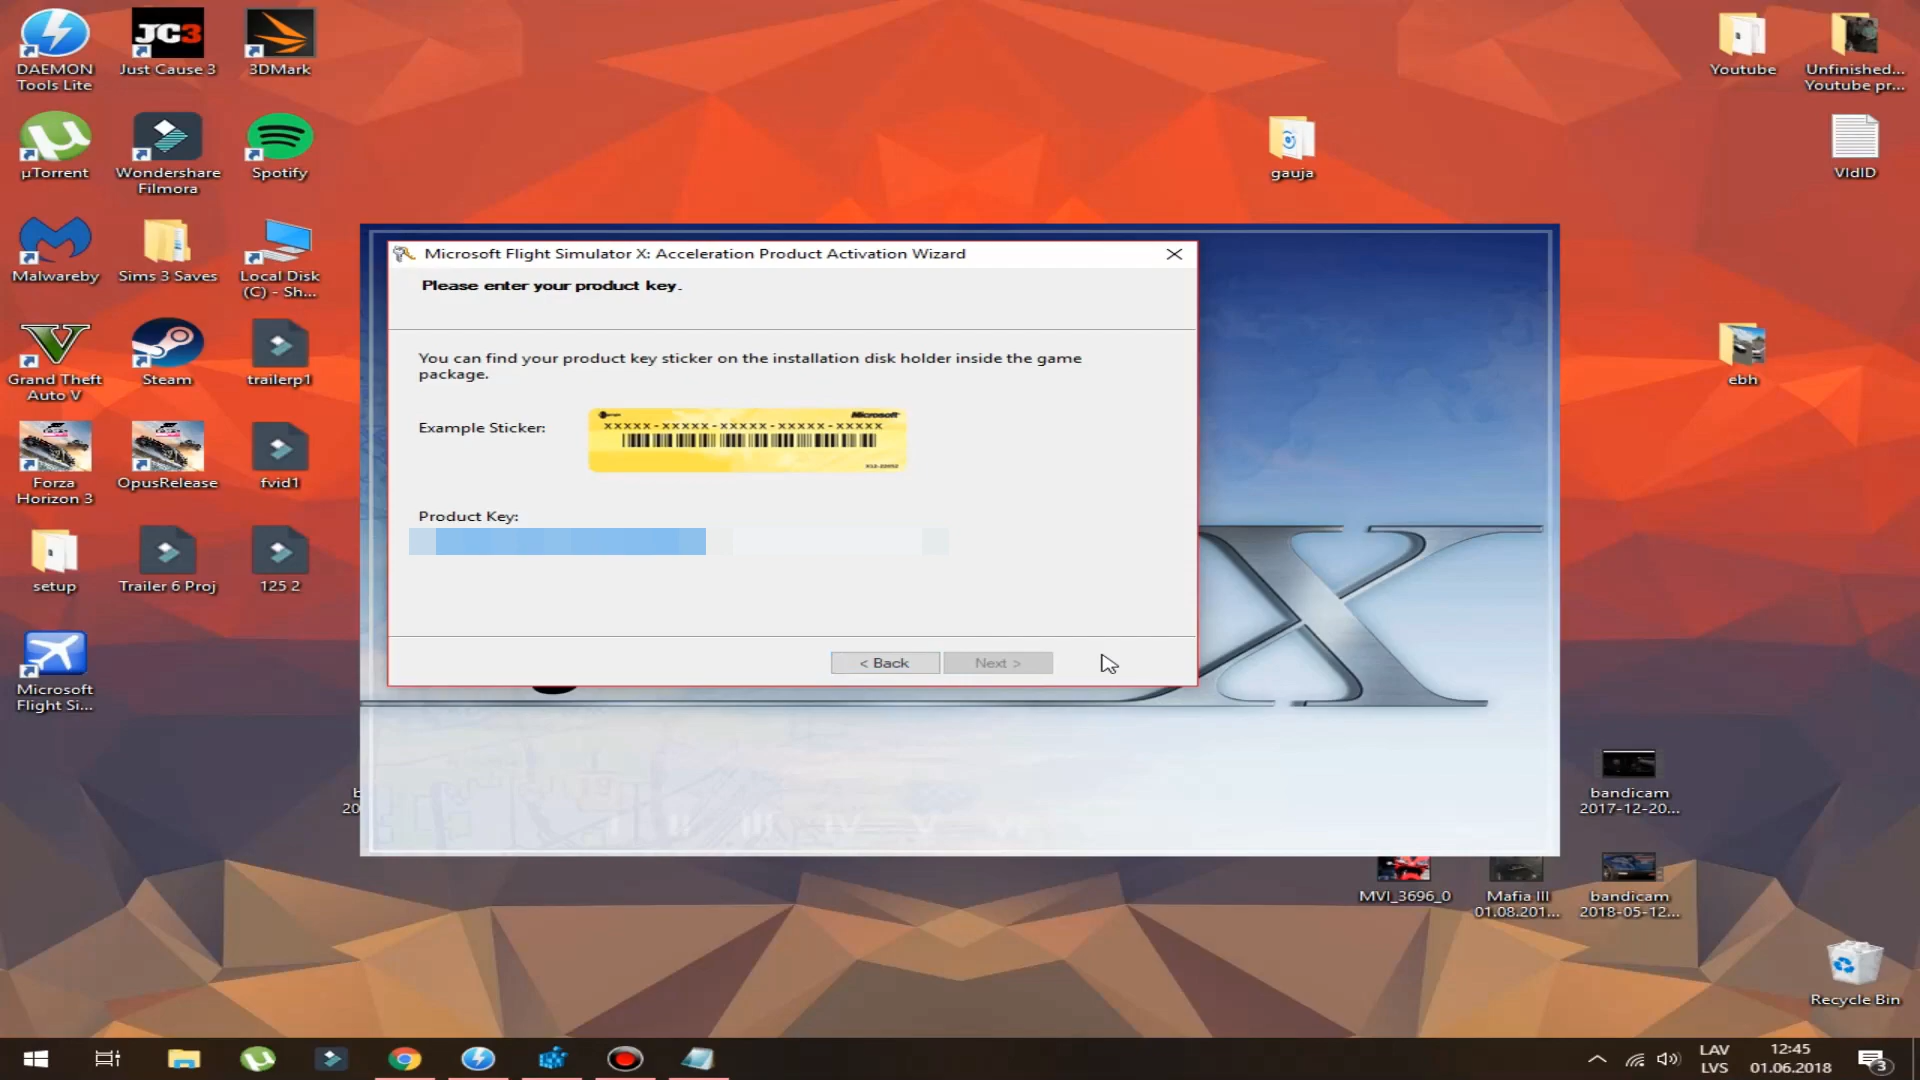 DAEMON
Tools Lite
JC3
Just Cause 3
3DMark
Youtube
Unfinished...
Youtube pr...
µTorrent
Wondershare
Filmora
Spotify
gauja
VIdID
Malwareby
Sims 3 Saves
Local Disk
(C) - Sh...
Grand Theft
Auto V
Steam
trailerp1
ebh
Forza
Horizon 3
OpusRelease
fvid1
setup
Trailer 6 Proj
125 2
Microsoft
Flight Si...
Microsoft Flight Simulator X: Acceleration Product Activation Wizard
Please enter your product key.
You can find your product key sticker on the installation disk holder inside the game
package.
Example Sticker:
Microsoft
XXXXX-XXXXX-XXXXX-XXXXX-XXXXX
X12-22052
Product Key:
< Back
Next >
X
b
20
bandicam
2017-12-20...
MVI_3696_0
Mafia III
01.08.201...
bandicam
2018-05-12...
Recycle Bin
LAV
LVS
12:45
01.06.2018
3